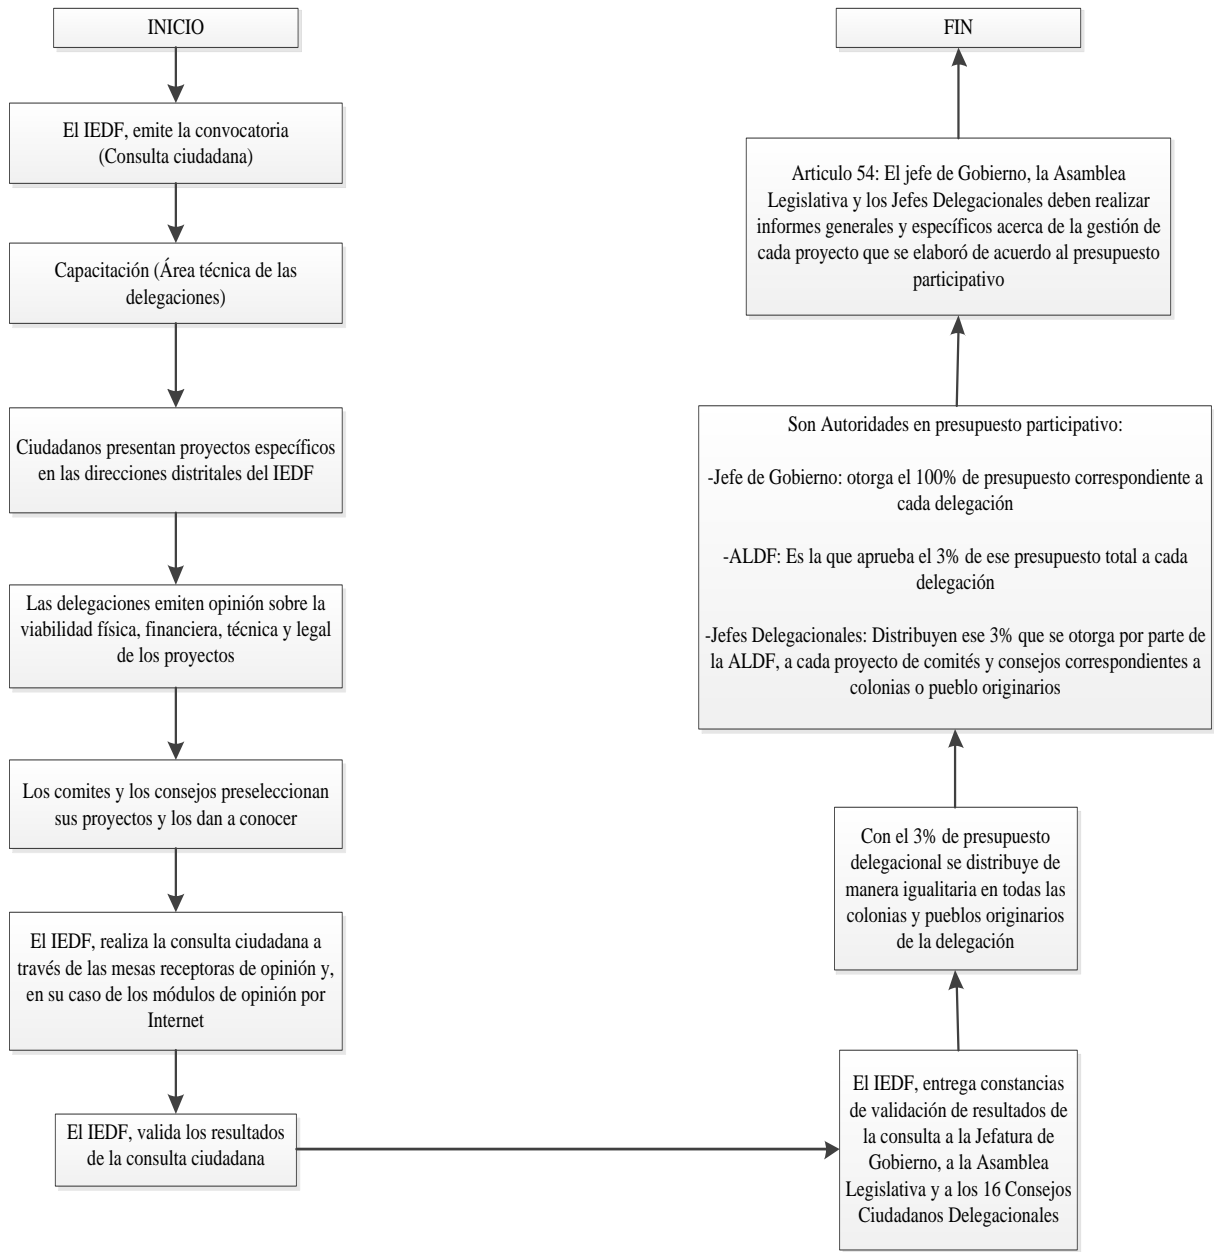 INICIO
El IEDF, emite la convocatoria
(Consulta ciudadana)
Capacitación (Área técnica de las
delegaciones)
Ciudadanos presentan proyectos específicos
en las direcciones distritales del IEDF
Las delegaciones emiten opinión sobre la
viabilidad física, financiera, técnica y legal
de los proyectos
Los comites y los consejos preseleccionan
sus proyectos y los dan a conocer
El IEDF, realiza la consulta ciudadana a
través de las mesas receptoras de opinión y,
en su caso de los módulos de opinión por
Internet
El IEDF, valida los resultados
de la consulta ciudadana
El IEDF, entrega constancias
de validación de resultados de
la consulta a la Jefatura de
Gobierno, a la Asamblea
Legislativa y a los 16 Consejos
Ciudadanos Delegacionales
Con el 3% de presupuesto
delegacional se distribuye de
manera igualitaria en todas las
colonias y pueblos originarios
de la delegación
Son Autoridades en presupuesto participativo:
-Jefe de Gobierno: otorga el 100% de presupuesto correspondiente a
cada delegación
-ALDF: Es la que aprueba el 3% de ese presupuesto total a cada
delegación
-Jefes Delegacionales: Distribuyen ese 3% que se otorga por parte de
la ALDF, a cada proyecto de comités y consejos correspondientes a
colonias o pueblo originarios
Articulo 54: El jefe de Gobierno, la Asamblea
Legislativa y los Jefes Delegacionales deben realizar
informes generales y específicos acerca de la gestión de
cada proyecto que se elaboró de acuerdo al presupuesto
participativo
FIN